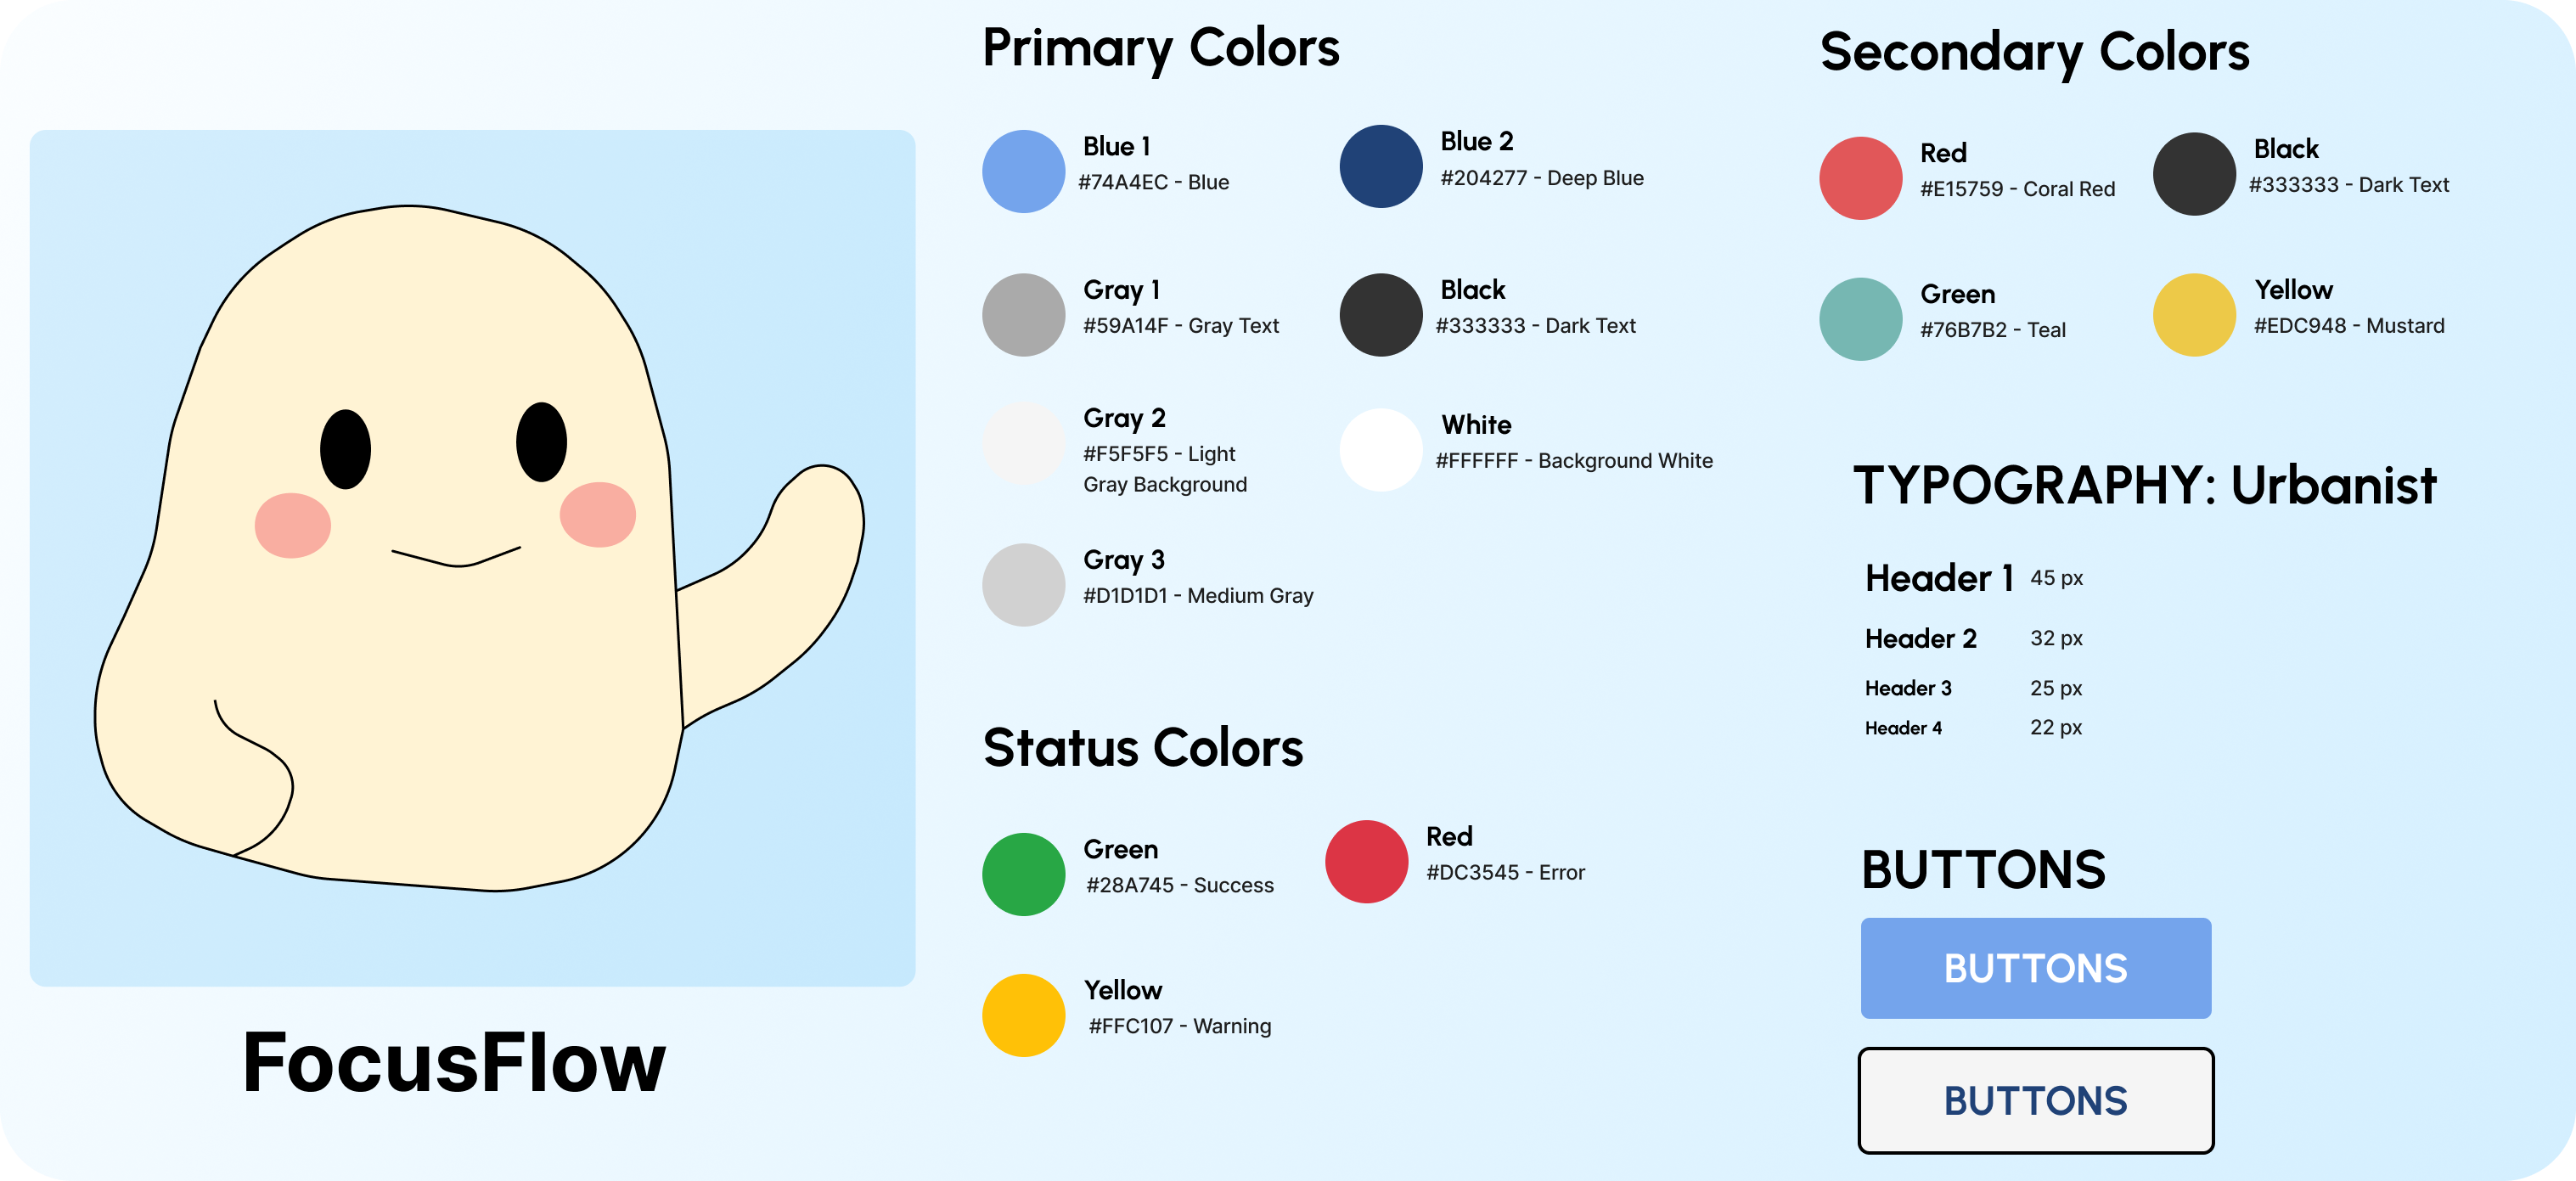 FocusFlow
Primary Colors
Blue 1
#74A4EC - Blue
Blue 2
#204277 - Deep Blue
Gray 1
#59A14F - Gray Text
Black
#333333 - Dark Text
Gray 2
#F5F5F5 - Light
Gray Background
White
#FFFFFF - Background White
Gray 3
#D1D1D1 - Medium Gray
Status Colors
Green
#28A745 - Success
Red
#DC3545 - Error
Yellow
#FFC107 - Warning
Secondary Colors
Red
#E15759 - Coral Red
Black
#333333 - Dark Text
Green
#76B7B2 - Teal
Yellow
#EDC948 - Mustard
TYPOGRAPHY: Urbanist
Header 1 45 px
Header 2 32 px
Header 3 25 px
Header 4 22 px
BUTTONS
BUTTONS
BUTTONS